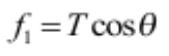 f₁ = T cos θ